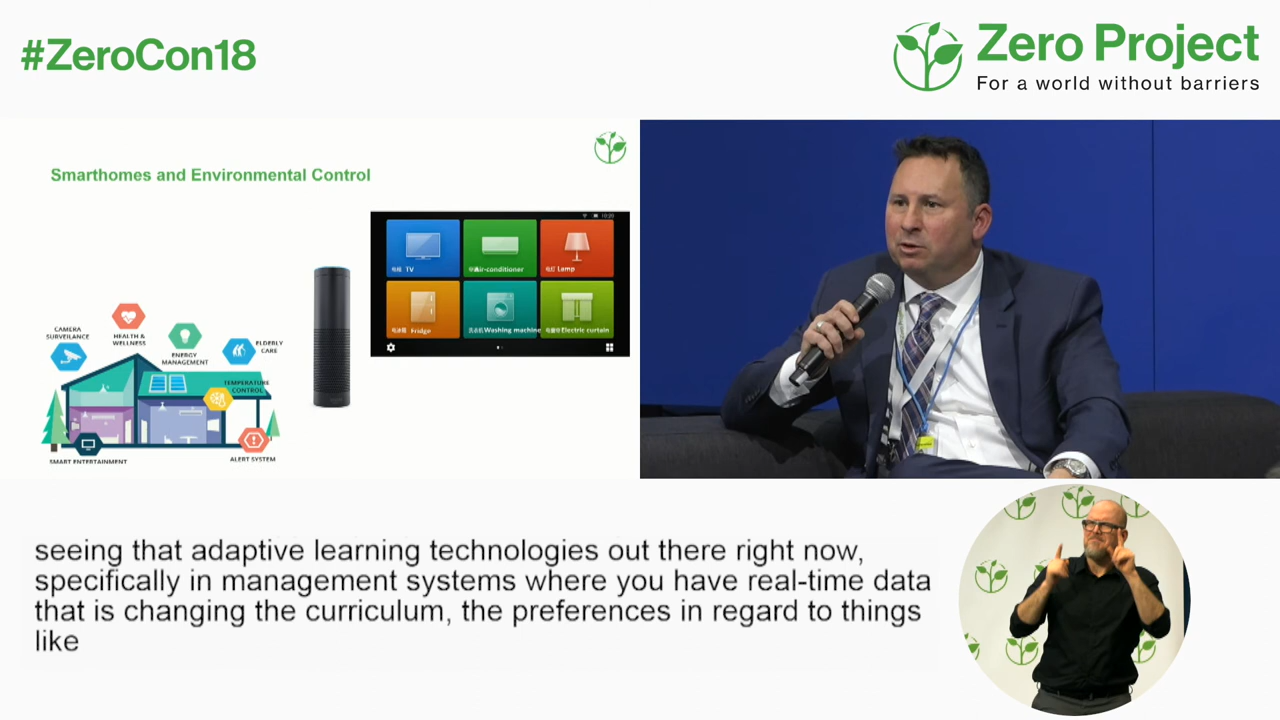 #ZeroCon18
Zero Project
For a world without barriers
Smarthomes and Environmental Control
10:20
TV
Air-conditioner
Lamp
Fridge
Washing machine
Electric curtain
CAMERA
SURVEILANCE
HEALTH &
WELLNESS
ENERGY
MANAGEMENT
ELDERLY
CARE
TEMPERATURE
CONTROL
SMART ENTERTAINMENT
ALERT SYSTEM
seeing that adaptive learning technologies out there right now,
specifically in management systems where you have real-time data
that is changing the curriculum, the preferences in regard to things
like